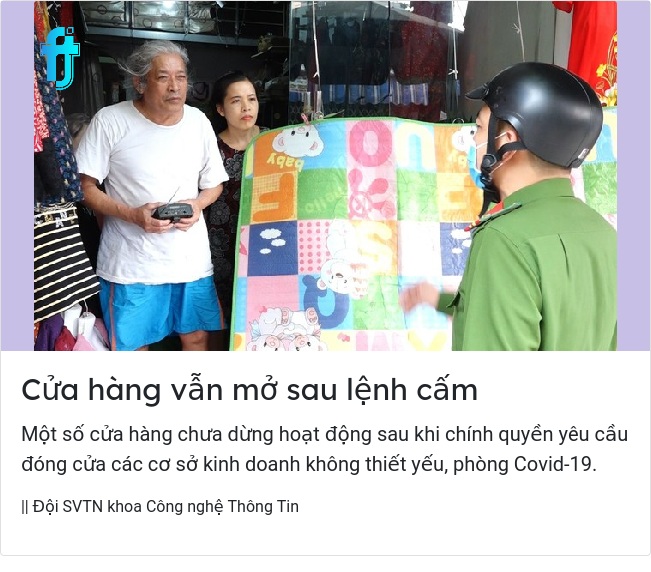 Cửa hàng vẫn mở sau lệnh cấm
Một số cửa hàng chưa dừng hoạt động sau khi chính quyền yêu cầu
đóng cửa các cơ sở kinh doanh không thiết yếu, phòng Covid-19.
|| Đội SVTN khoa Công nghệ Thông Tin